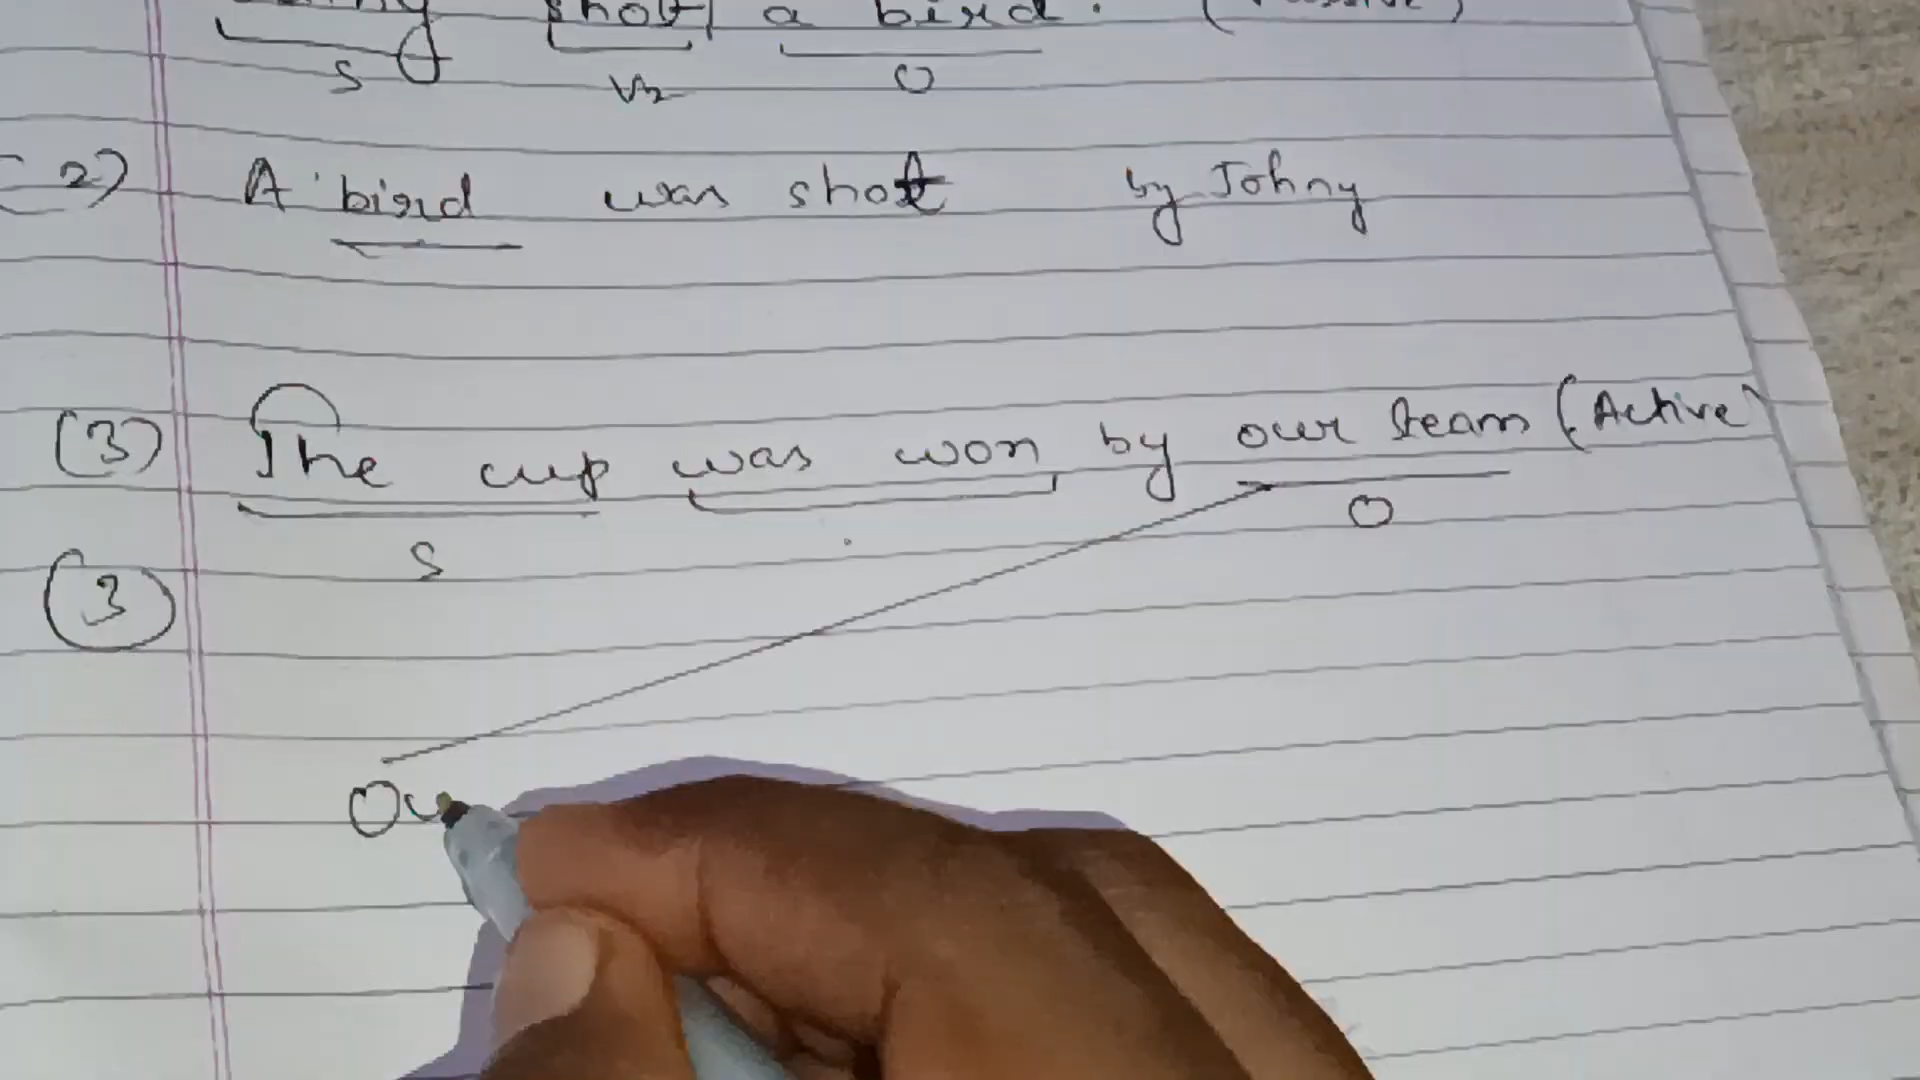 shot a bird.
S V2 O
(2) A bird was shot by Johny
(3) The cup was won by our team (Active)
S O
(3)
Ou